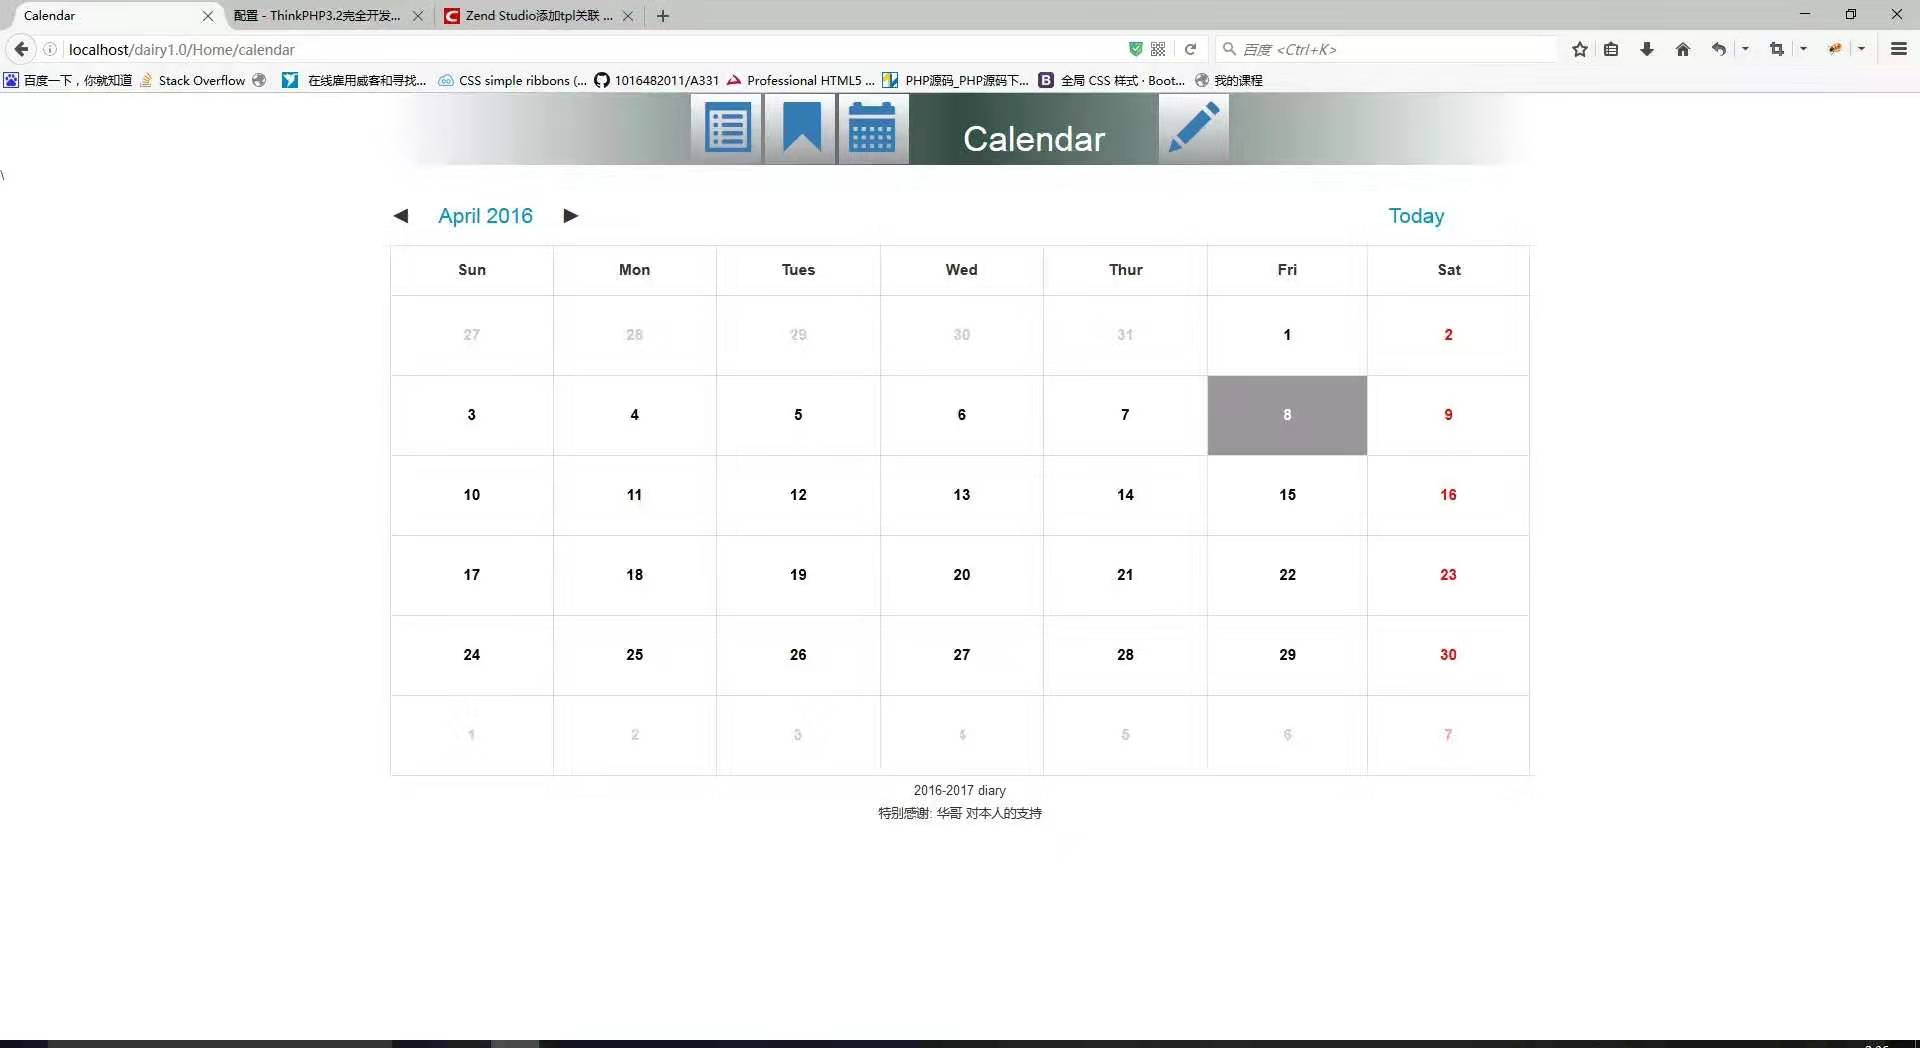 Calendar
配置 - ThinkPHP3.2完全开发...
Zend Studio添加tpl关联 ...
localhost/dairy1.0/Home/calendar
百度 <Ctrl+K>
百度一下，你就知道
Stack Overflow
在线雇用威客和寻找...
CSS simple ribbons (...
1016482011/A331
Professional HTML5 ...
PHP源码_PHP源码下...
全局 CSS 样式 · Boot...
我的课程
Calendar
\
April 2016
Today
Sun Mon Tues Wed Thur Fri Sat
27 28 29 30 31 1 2
3 4 5 6 7 8 9
10 11 12 13 14 15 16
17 18 19 20 21 22 23
24 25 26 27 28 29 30
1 2 3 4 5 6 7
2016-2017 diary
特别感谢: 华哥 对本人的支持